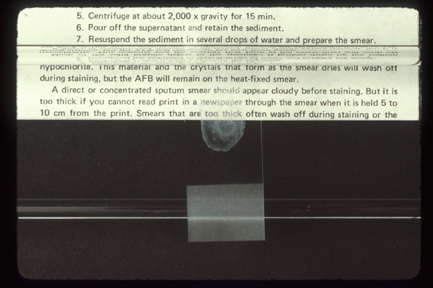 5. Centrifuge at about 2,000 x gravity for 15 min.
6. Pour off the supernatant and retain the sediment.
7. Resuspend the sediment in several drops of water and prepare the smear.
hypochlorite. This material and the crystals that form as the smear dries will wash off
during staining, but the AFB will remain on the heat-fixed smear.
A direct or concentrated sputum smear should appear cloudy before staining. But it is
too thick if you cannot read print in a newspaper through the smear when it is held 5 to
10 cm from the print. Smears that are too thick often wash off during staining or the